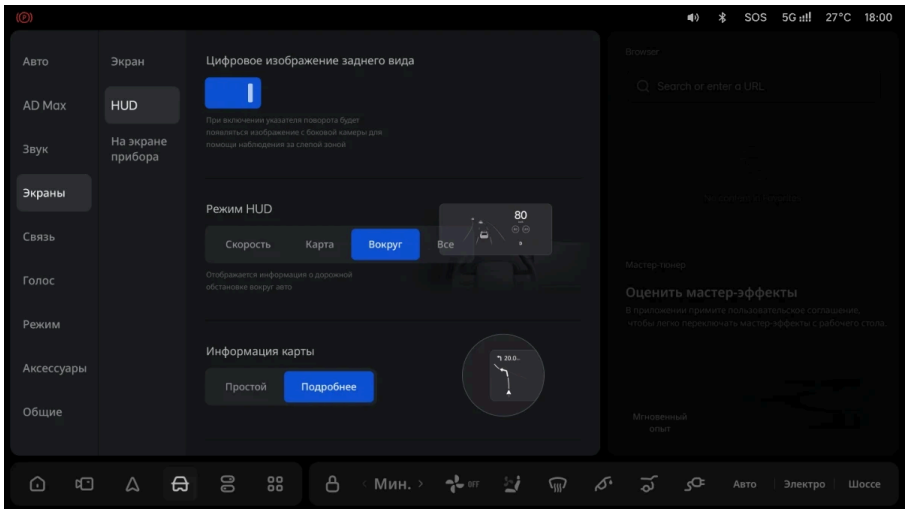 (P)
SOS
5G
27°C
18:00
Авто
AD Max
Звук
Экраны
Связь
Голос
Режим
Аксессуары
Общие
Экран
HUD
На экране
прибора
Цифровое изображение заднего вида
При включении указателя поворота будет
появляться изображение с боковой камеры для
помощи наблюдения за слепой зоной
Режим HUD
Скорость
Карта
Вокруг
Все
80
Отображается информация о дорожной
обстановке вокруг авто
Информация карты
Простой
Подробнее
20.0
Browser
Search or enter a URL
Мастер-тюнер
Оценить мастер-эффекты
В приложении примите пользовательское соглашение,
чтобы легко переключать мастер-эффекты с рабочего стола.
Мгновенный
опыт
‹ Мин. ›
OFF
Авто
Электро
Шоссе